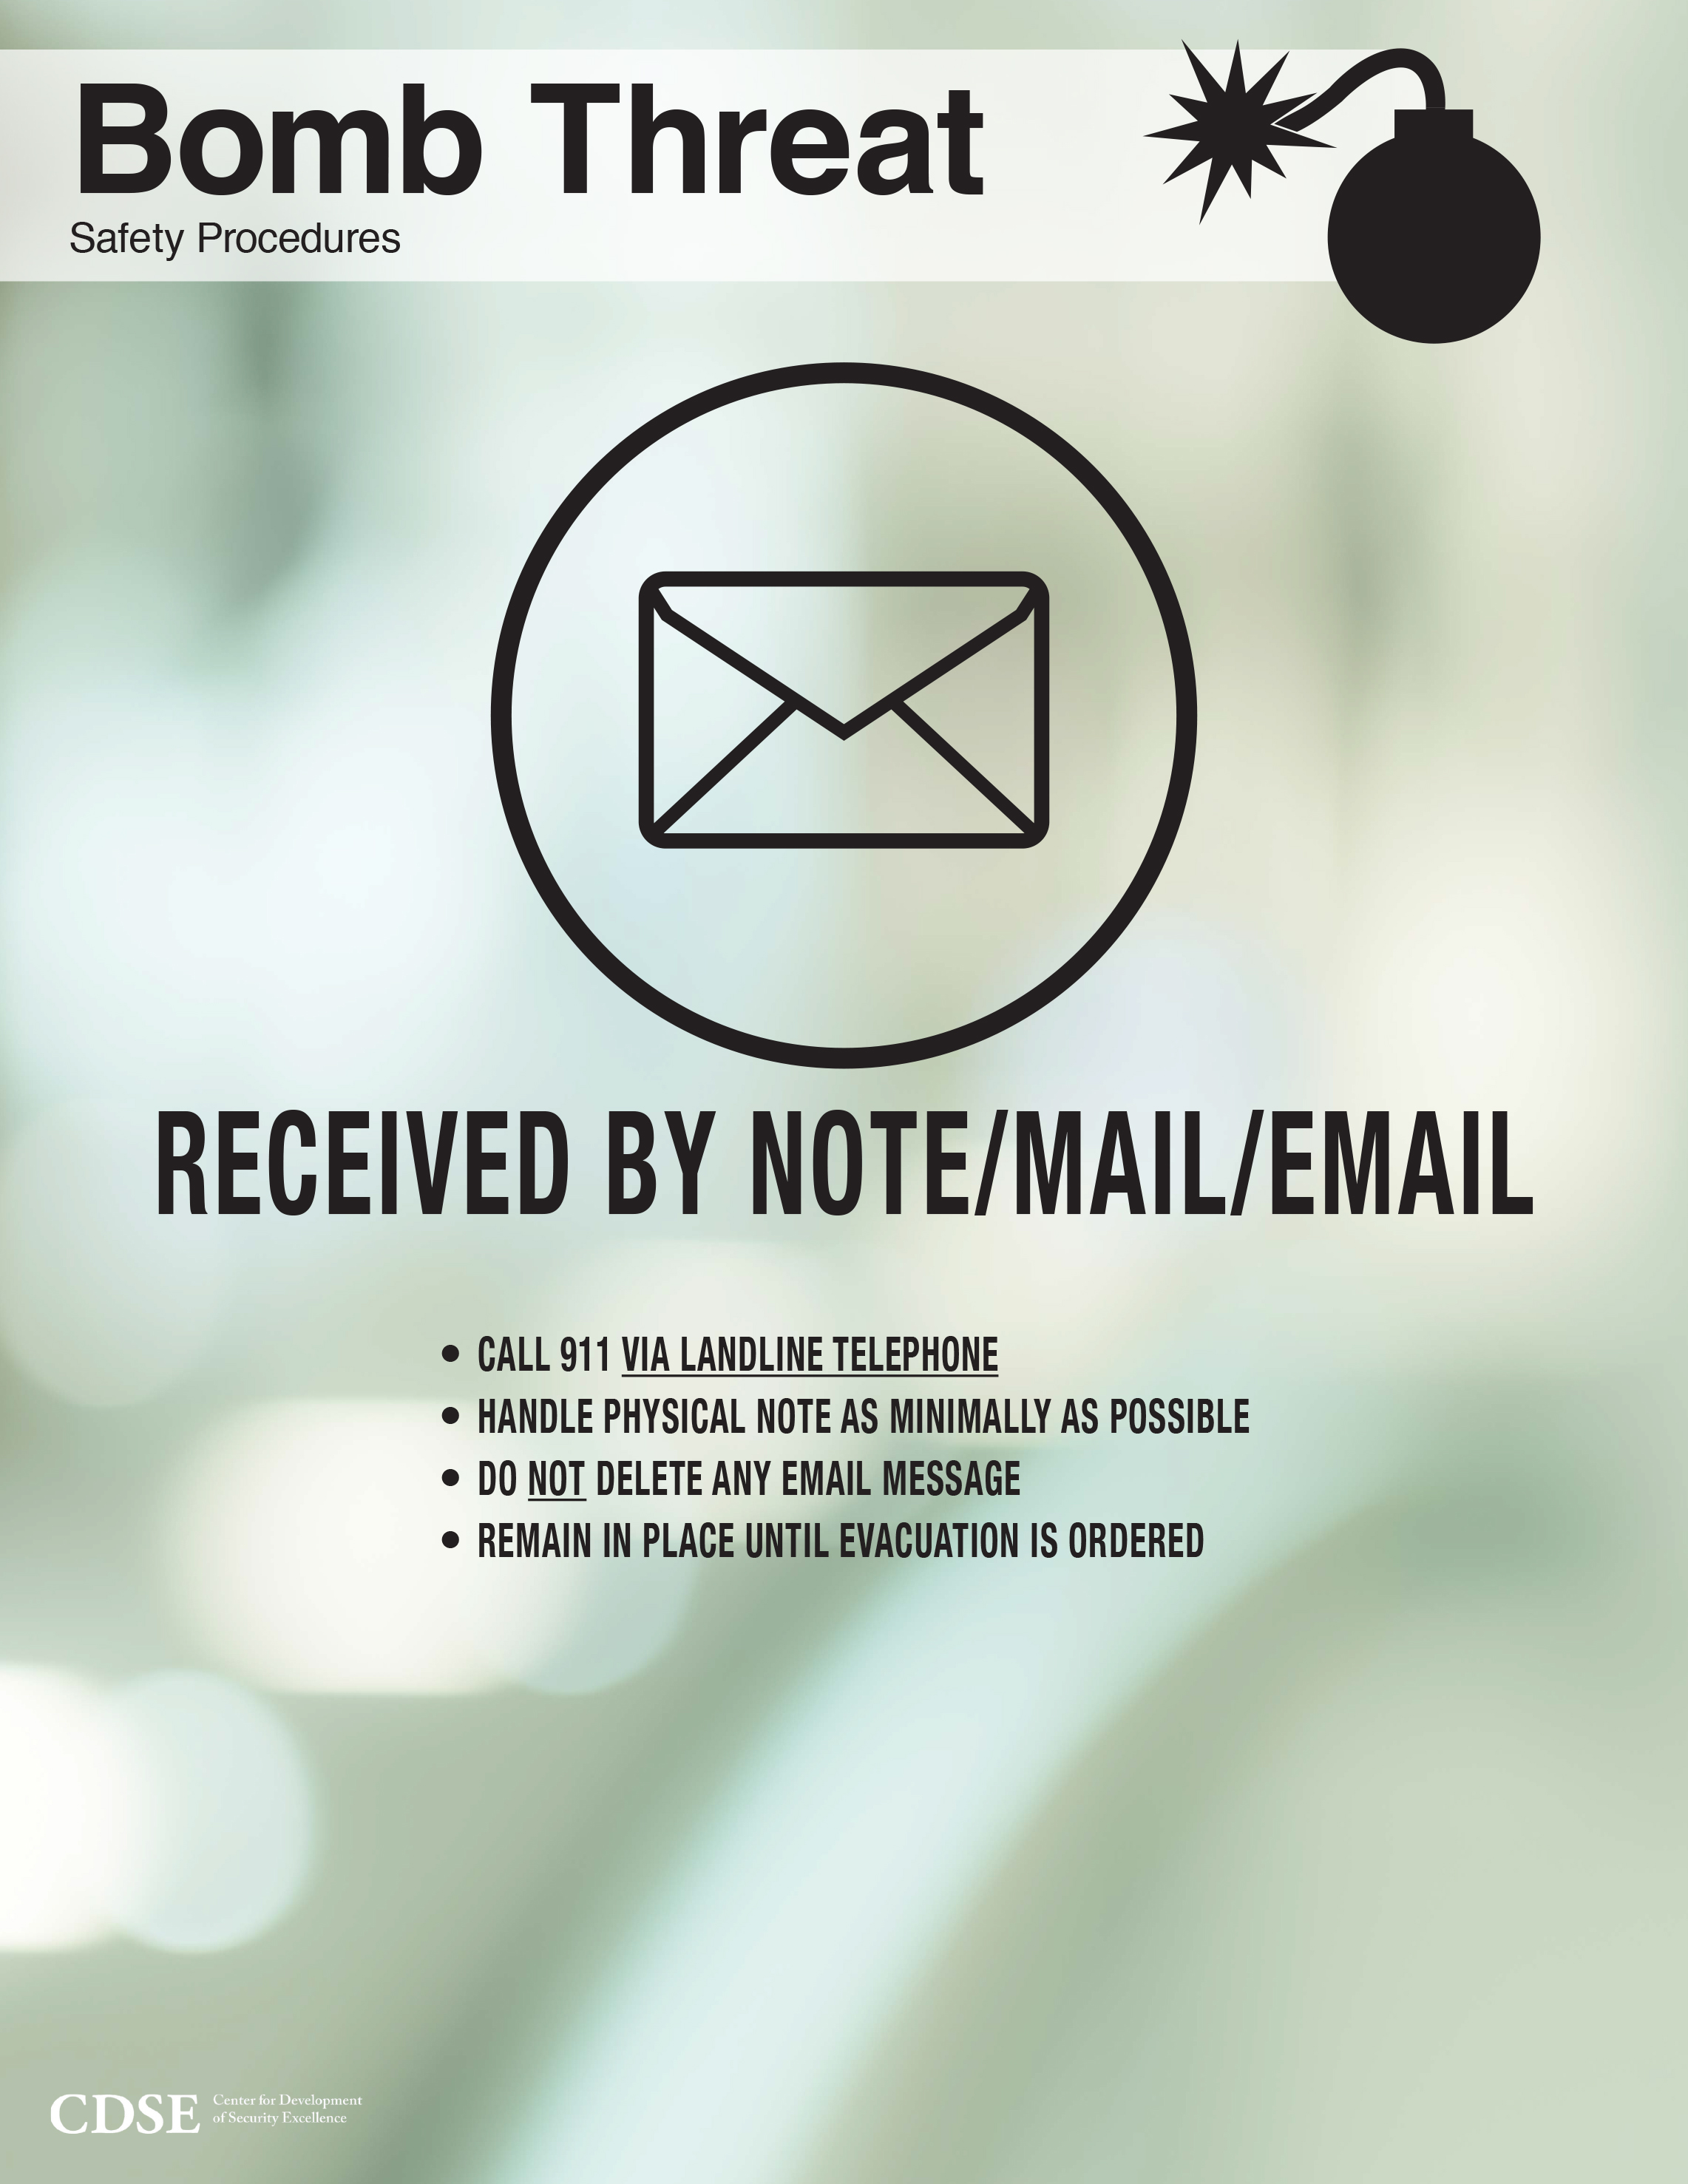 Bomb Threat
Safety Procedures
RECEIVED BY NOTE/MAIL/EMAIL
• CALL 911 VIA LANDLINE TELEPHONE
• HANDLE PHYSICAL NOTE AS MINIMALLY AS POSSIBLE
• DO NOT DELETE ANY EMAIL MESSAGE
• REMAIN IN PLACE UNTIL EVACUATION IS ORDERED
CDSE
Center for Development
of Security Excellence